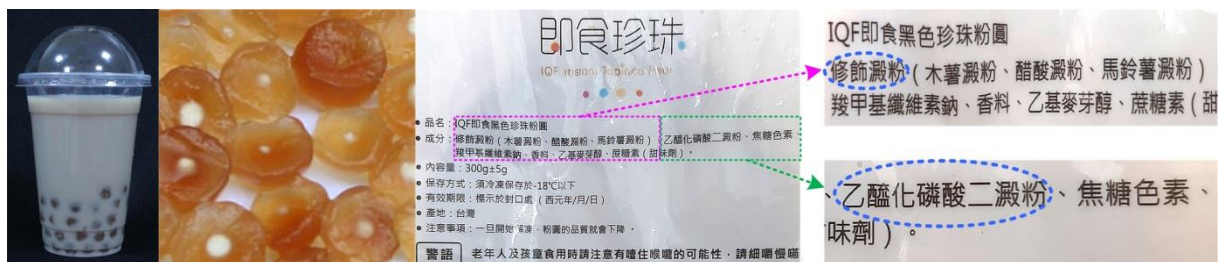 即食珍珠
IQF Instant Tapioca Pearl
品名：IQF即食黑色珍珠粉圓
成分：修飾澱粉（木薯澱粉、醋酸澱粉、馬鈴薯澱粉）、乙醯化磷酸二澱粉、焦糖色素
羧甲基纖維素鈉、香料、乙基麥芽醇、蔗糖素（甜味劑）。
內容量：300g±5g
保存方式：須冷凍保存於-18℃以下
有效期限：標示於封口處（西元年/月/日）
產地：台灣
注意事項：一旦開始解凍，粉圓的品質就會下降。
警語 老年人及孩童食用時請注意有噎住喉嚨的可能性，請細嚼慢嚥
IQF即食黑色珍珠粉圓
修飾澱粉（木薯澱粉、醋酸澱粉、馬鈴薯澱粉）
羧甲基纖維素鈉、香料、乙基麥芽醇、蔗糖素（甜
、乙醯化磷酸二澱粉、焦糖色素、
味劑）。